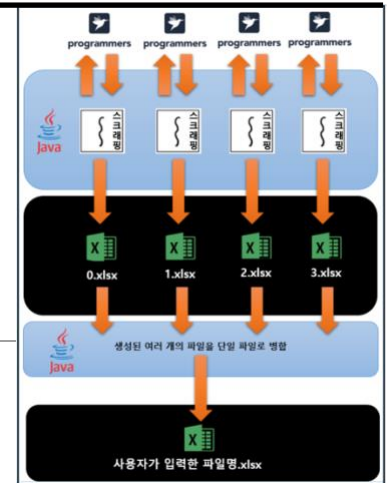 programmers programmers programmers programmers
Java
스크래핑 스크래핑 스크래핑 스크래핑
0.xlsx 1.xlsx 2.xlsx 3.xlsx
Java
생성된 여러 개의 파일을 단일 파일로 병합
사용자가 입력한 파일명.xlsx